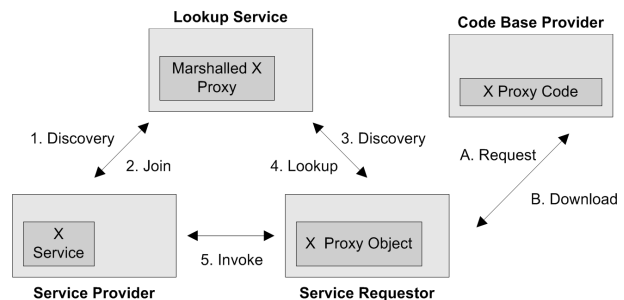 Lookup Service
Code Base Provider
Marshalled X
Proxy
X Proxy Code
1. Discovery
2. Join
3. Discovery
4. Lookup
A. Request
B. Download
X
Service
X Proxy Object
5. Invoke
Service Provider
Service Requestor